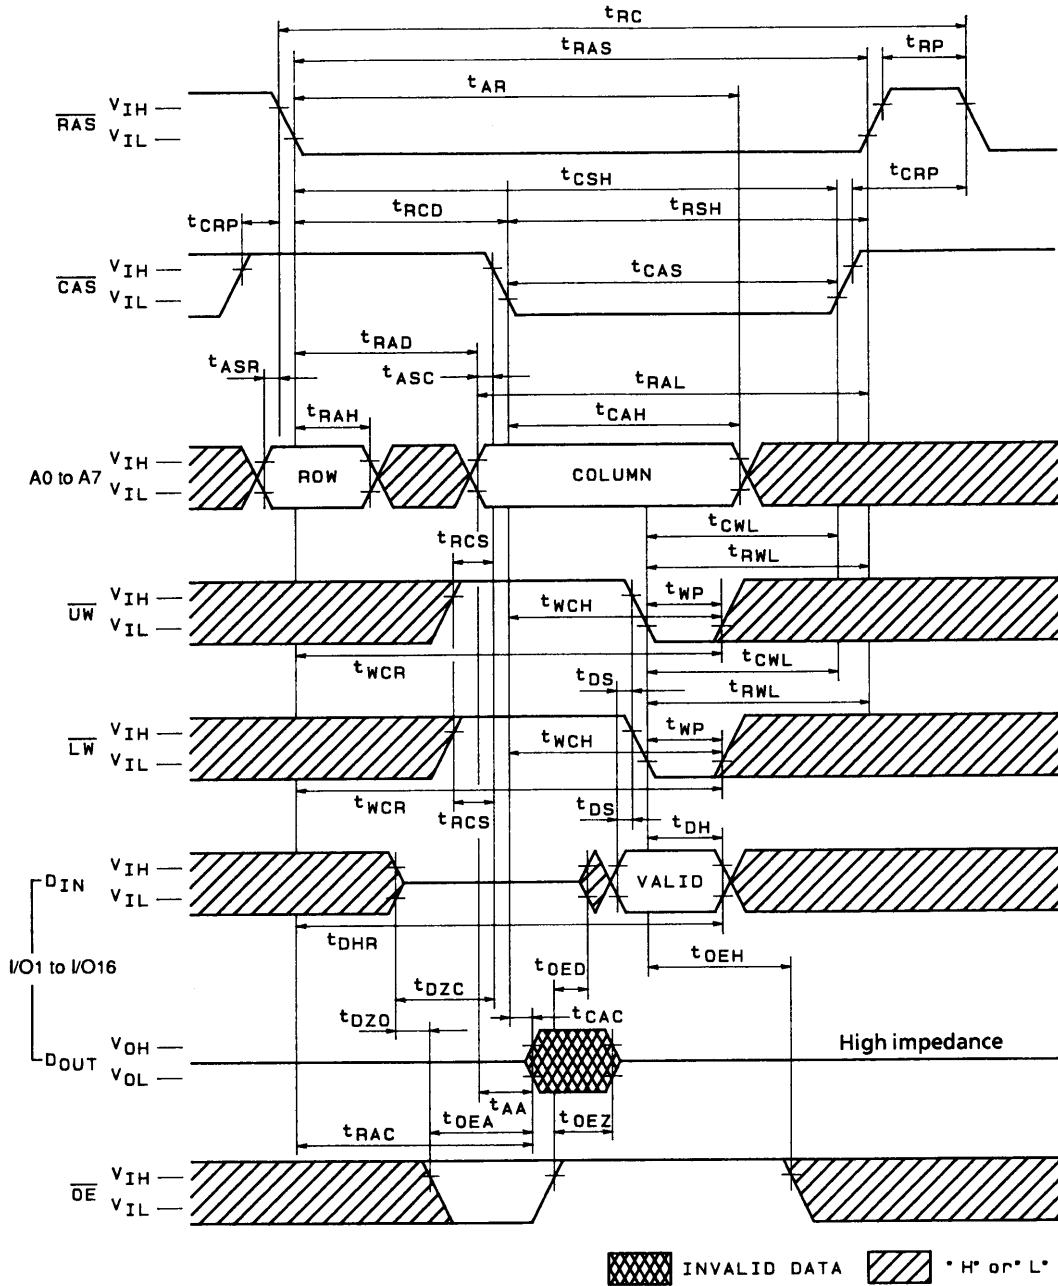 tRC
tRAS
tRP
tAR
RAS
VIH
VIL
tCSH
tCRP
tRCD
tRSH
tCRP
CAS
VIH
VIL
tCAS
tRAD
tASR
tASC
tRAL
tRAH
tCAH
A0 to A7
VIH
VIL
ROW
COLUMN
tCWL
tRCS
tRWL
UW
VIH
VIL
tWP
tWCH
tWCR
tCWL
tDS
tRWL
LW
VIH
VIL
tWP
tWCH
tWCR
tRCS
tDS
tDH
DIN
VIH
VIL
VALID
tDHR
tOEH
I/O1 to I/O16
tOED
tDZC
tDZO
tCAC
DOUT
VOH
VOL
High impedance
tAA
tOEA
tOEZ
tRAC
OE
VIH
VIL
INVALID DATA
"H" or "L"